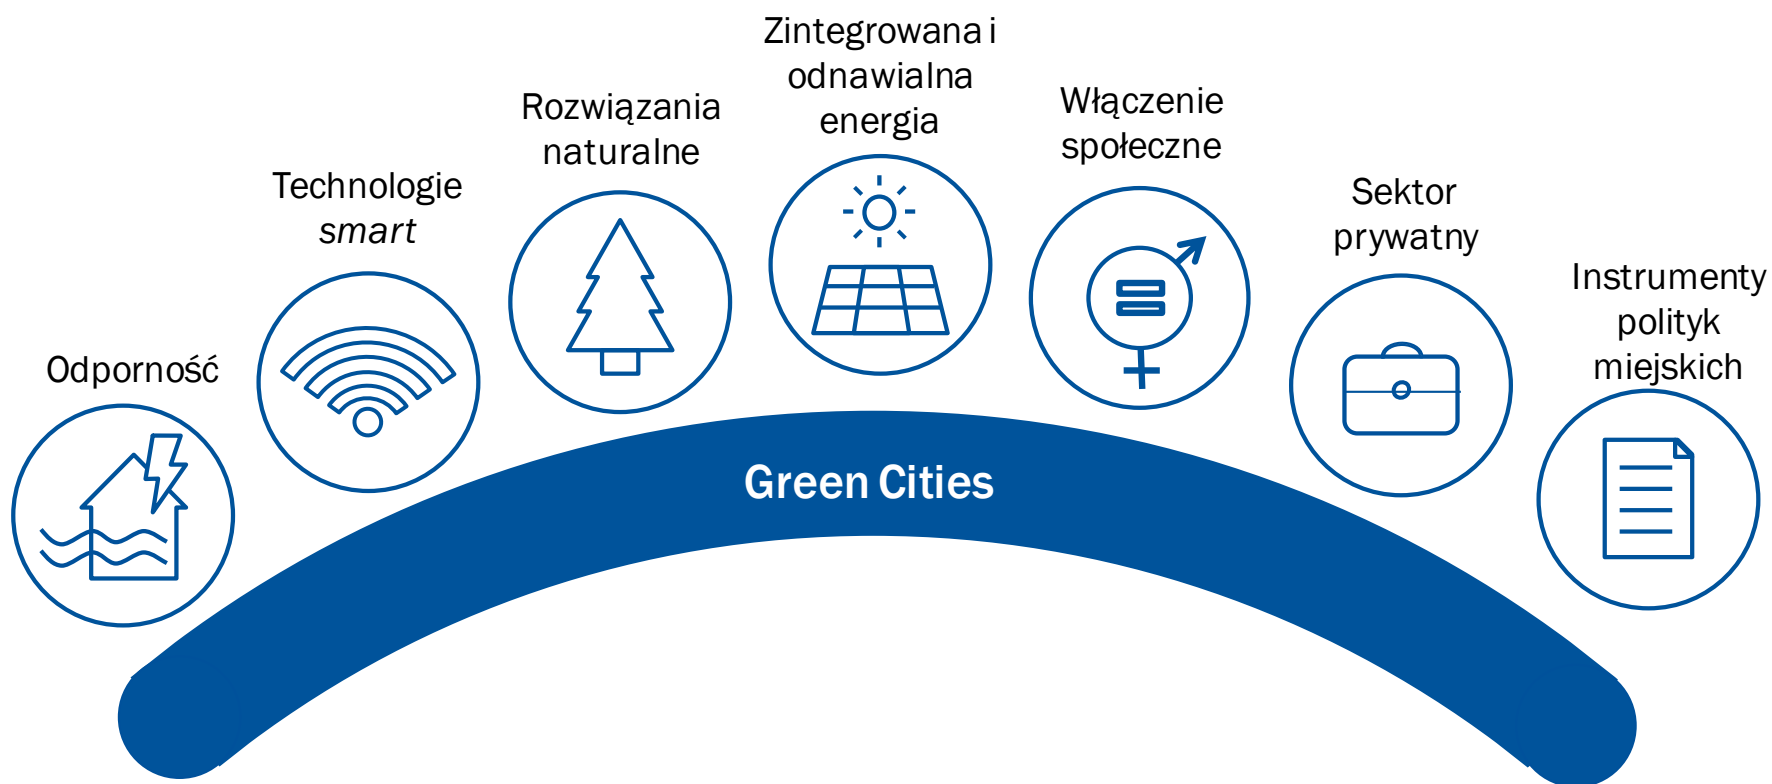 Odporność
Technologie
smart
Rozwiązania
naturalne
Zintegrowana i
odnawialna
energia
Włączenie
społeczne
Sektor
prywatny
Instrumenty
polityk
miejskich
Green Cities